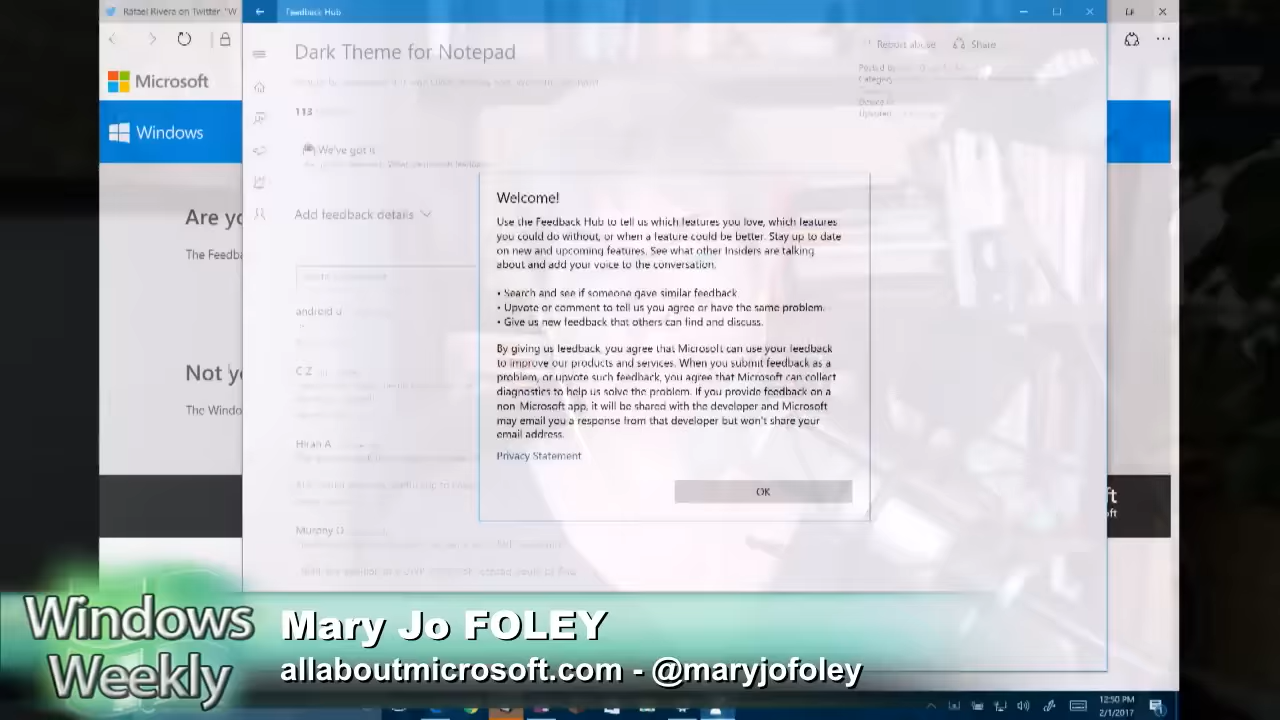 Rafael Rivera on Twitter: "W
Feedback Hub
Microsoft
Windows
Dark Theme for Notepad
Report abuse
Share
113
We've got it
Add feedback details
Are yo
The Feedba
Not yo
The Windo
android u
C Z
Hiran A
Murphy O
Welcome!
Use the Feedback Hub to tell us which features you love, which features
you could do without, or when a feature could be better. Stay up to date
on new and upcoming features. See what other Insiders are talking
about and add your voice to the conversation.
• Search and see if someone gave similar feedback.
• Upvote or comment to tell us you agree or have the same problem.
• Give us new feedback that others can find and discuss.
By giving us feedback, you agree that Microsoft can use your feedback
to improve our products and services. When you submit feedback as a
problem, or upvote such feedback, you agree that Microsoft can collect
diagnostics to help us solve the problem. If you provide feedback on a
non-Microsoft app, it will be shared with the developer and Microsoft
may email you a response from that developer but won't share your
email address.
Privacy Statement
OK
Windows
Weekly
Mary Jo FOLEY
allaboutmicrosoft.com - @maryjofoley
12:50 PM
2/1/2017